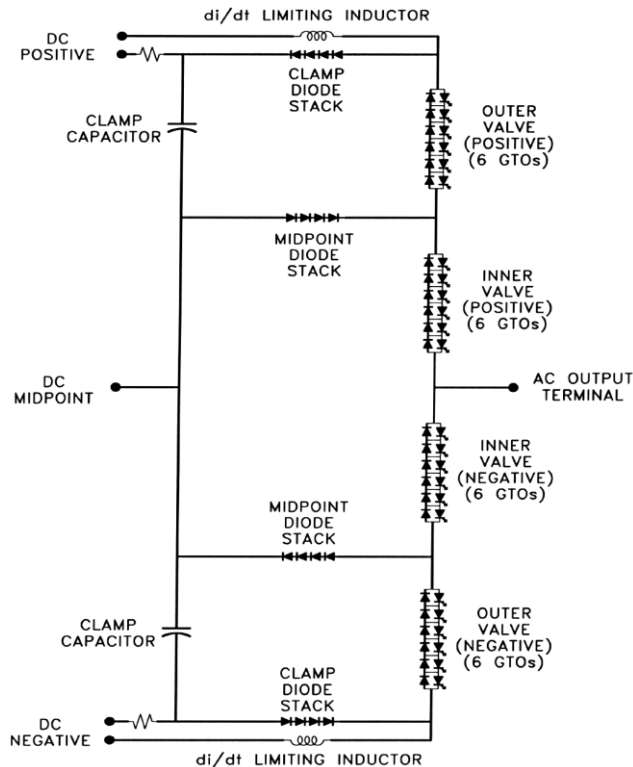 di/dt LIMITING INDUCTOR
DC
POSITIVE
CLAMP
DIODE
STACK
CLAMP
CAPACITOR
OUTER
VALVE
(POSITIVE)
(6 GTOs)
MIDPOINT
DIODE
STACK
INNER
VALVE
(POSITIVE)
(6 GTOs)
DC
MIDPOINT
AC OUTPUT
TERMINAL
INNER
VALVE
(NEGATIVE)
(6 GTOs)
MIDPOINT
DIODE
STACK
CLAMP
CAPACITOR
OUTER
VALVE
(NEGATIVE)
(6 GTOs)
CLAMP
DIODE
STACK
DC
NEGATIVE
di/dt LIMITING INDUCTOR